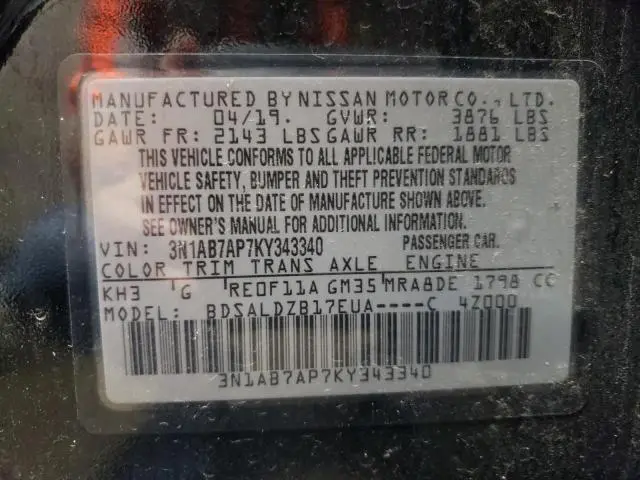 MANUFACTURED BY NISSAN MOTOR CO., LTD.
DATE: 04/19. GVWR: 3876 LBS
GAWR FR: 2143 LBS GAWR RR: 1881 LBS
THIS VEHICLE CONFORMS TO ALL APPLICABLE FEDERAL MOTOR
VEHICLE SAFETY, BUMPER AND THEFT PREVENTION STANDARDS
IN EFFECT ON THE DATE OF MANUFACTURE SHOWN ABOVE.
SEE OWNER'S MANUAL FOR ADDITIONAL INFORMATION.
VIN: 3N1AB7AP7KY343340 PASSENGER CAR.
COLOR TRIM TRANS AXLE ENGINE
KH3 G RE0F11A GM35 MRA8DE 1798 CC
MODEL: BDSALDZB17EUA----C 4Z000
3N1AB7AP7KY343340